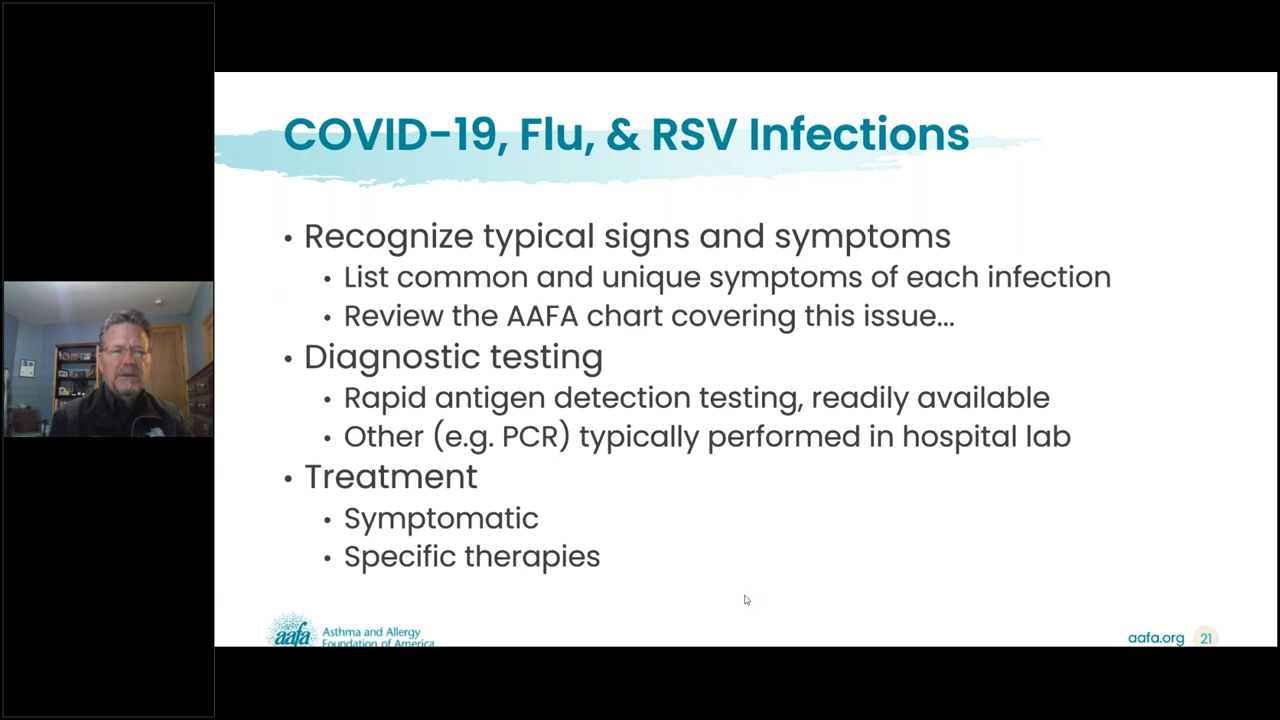 COVID-19, Flu, & RSV Infections
• Recognize typical signs and symptoms
• List common and unique symptoms of each infection
• Review the AAFA chart covering this issue...
• Diagnostic testing
• Rapid antigen detection testing, readily available
• Other (e.g. PCR) typically performed in hospital lab
• Treatment
• Symptomatic
• Specific therapies
aafa Asthma and Allergy
Foundation of America
aafa.org 21